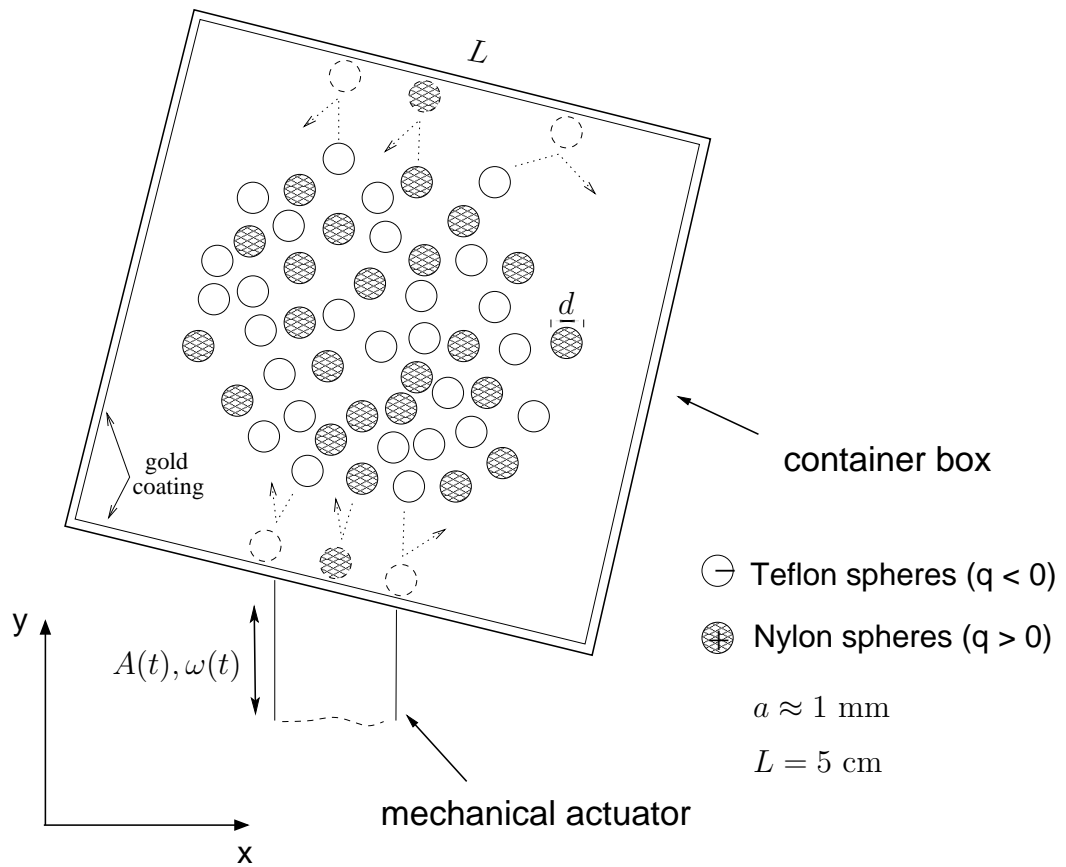 L
d
gold
coating
container box
Teflon spheres (q < 0)
Nylon spheres (q > 0)
y
A(t), ω(t)
a ≈ 1 mm
L = 5 cm
mechanical actuator
x